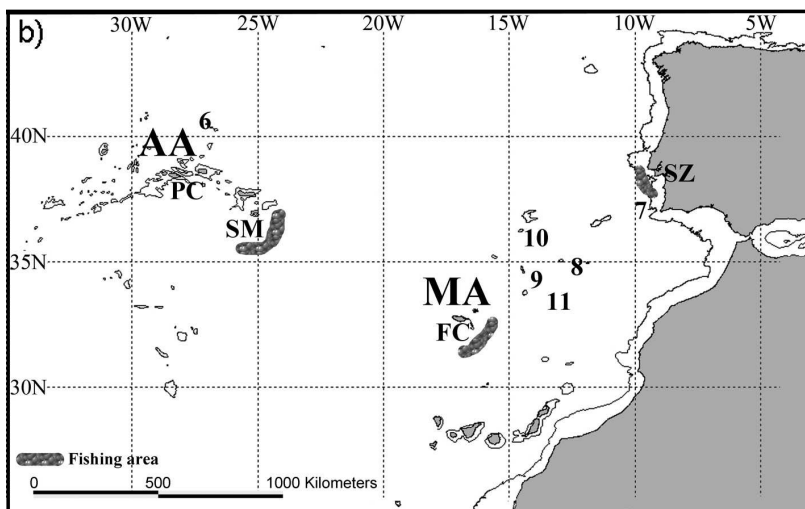 b)
30W 25W 20W 15W 10W 5W
6
40N
AA
PC
SZ
SM
7
10
35N
8
9
MA
11
FC
30N
Fishing area
0 500 1000 Kilometers